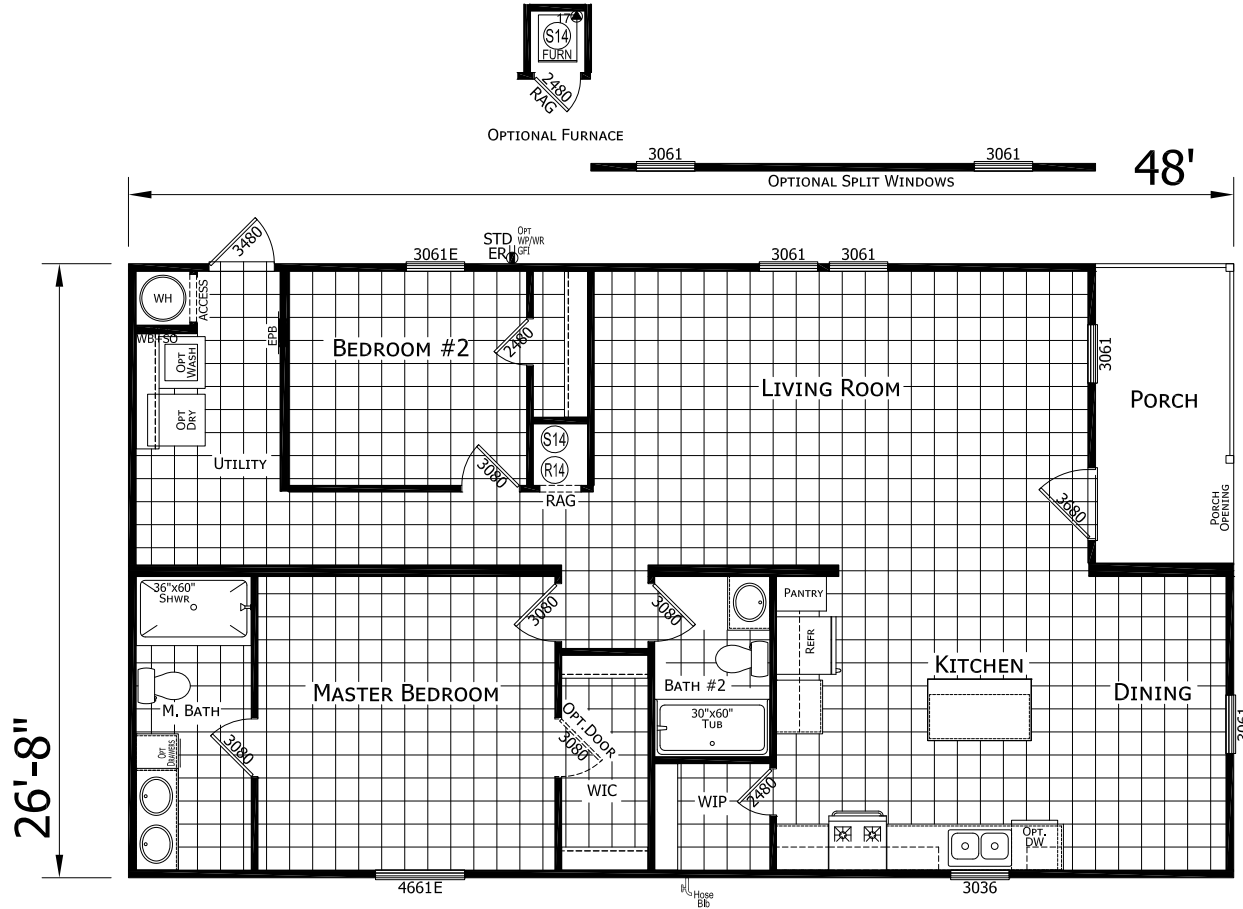 17
S14
FURN
2480
RAG
OPTIONAL FURNACE
3061
3061
OPTIONAL SPLIT WINDOWS
48'
3480
3061E
STD
ER
OPT
WP/WR
GFI
3061
3061
WH
ACCESS
WB+SO
EPB
OPT
WASH
OPT
DRY
UTILITY
BEDROOM #2
2480
3080
S14
R14
RAG
LIVING ROOM
3061
PORCH
3680
PORCH
OPENING
26'-8"
36"x60"
SHWR
M. BATH
3080
OPT
DRAWERS
MASTER BEDROOM
3080
OPT. DOOR
3080
WIC
3080
BATH #2
30"x60"
TUB
WIP
2480
PANTRY
REFR
KITCHEN
DINING
3061
OPT.
DW
4661E
Hose
Bib
3036